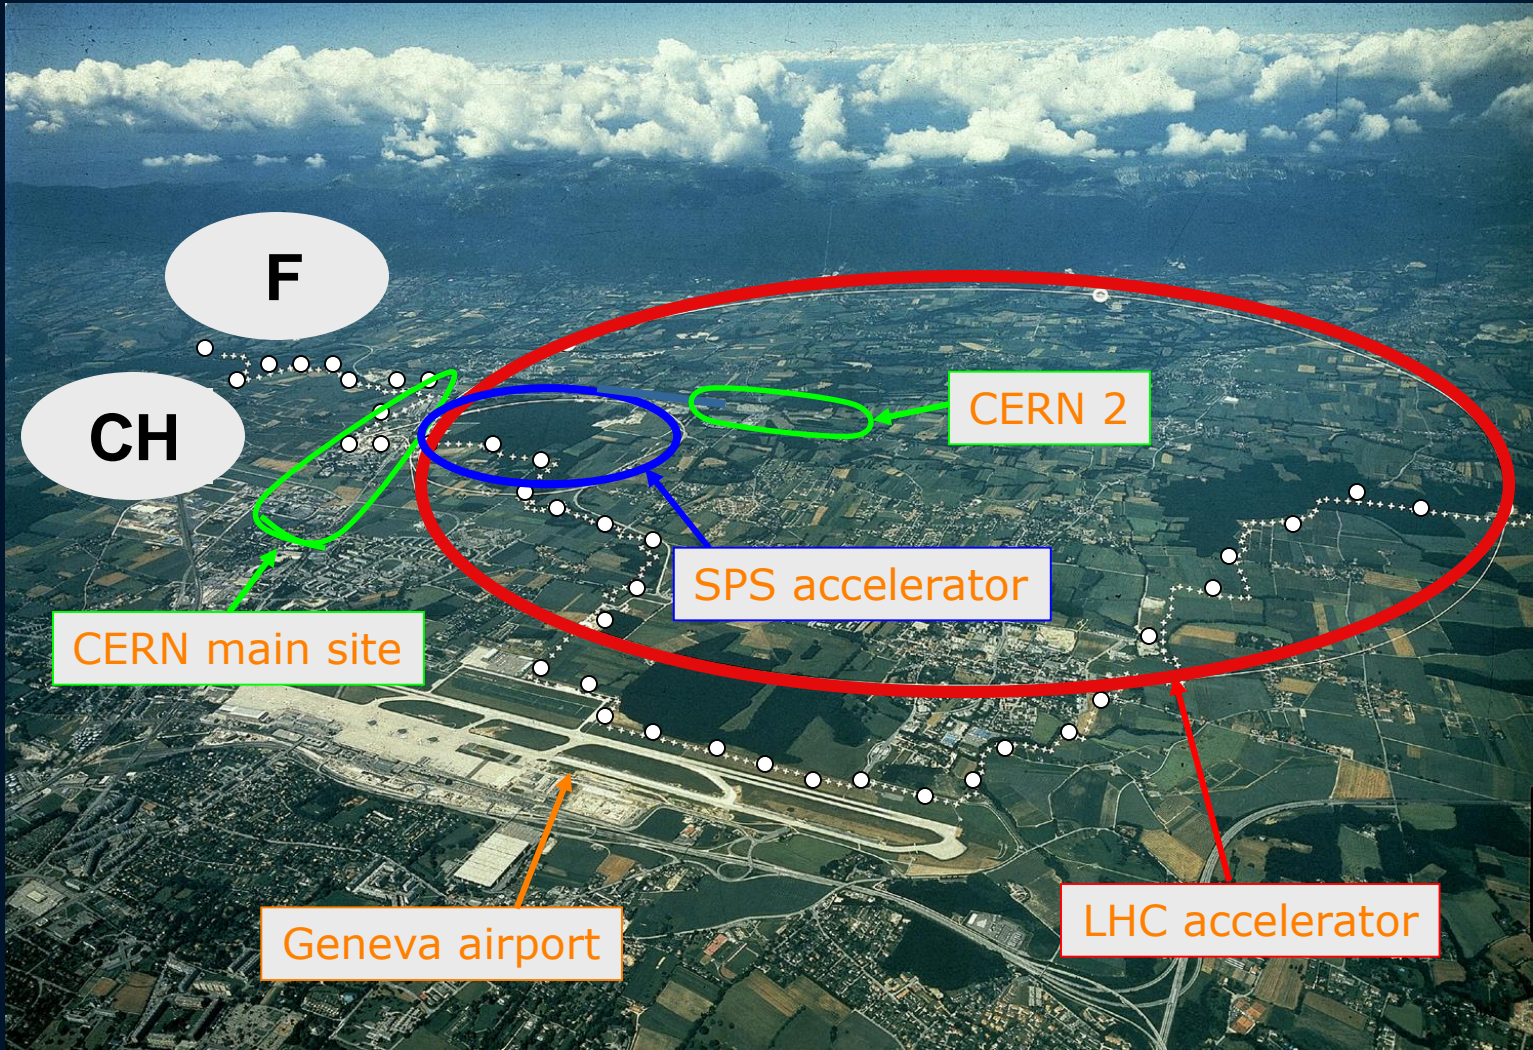 F
CH
CERN 2
SPS accelerator
CERN main site
Geneva airport
LHC accelerator